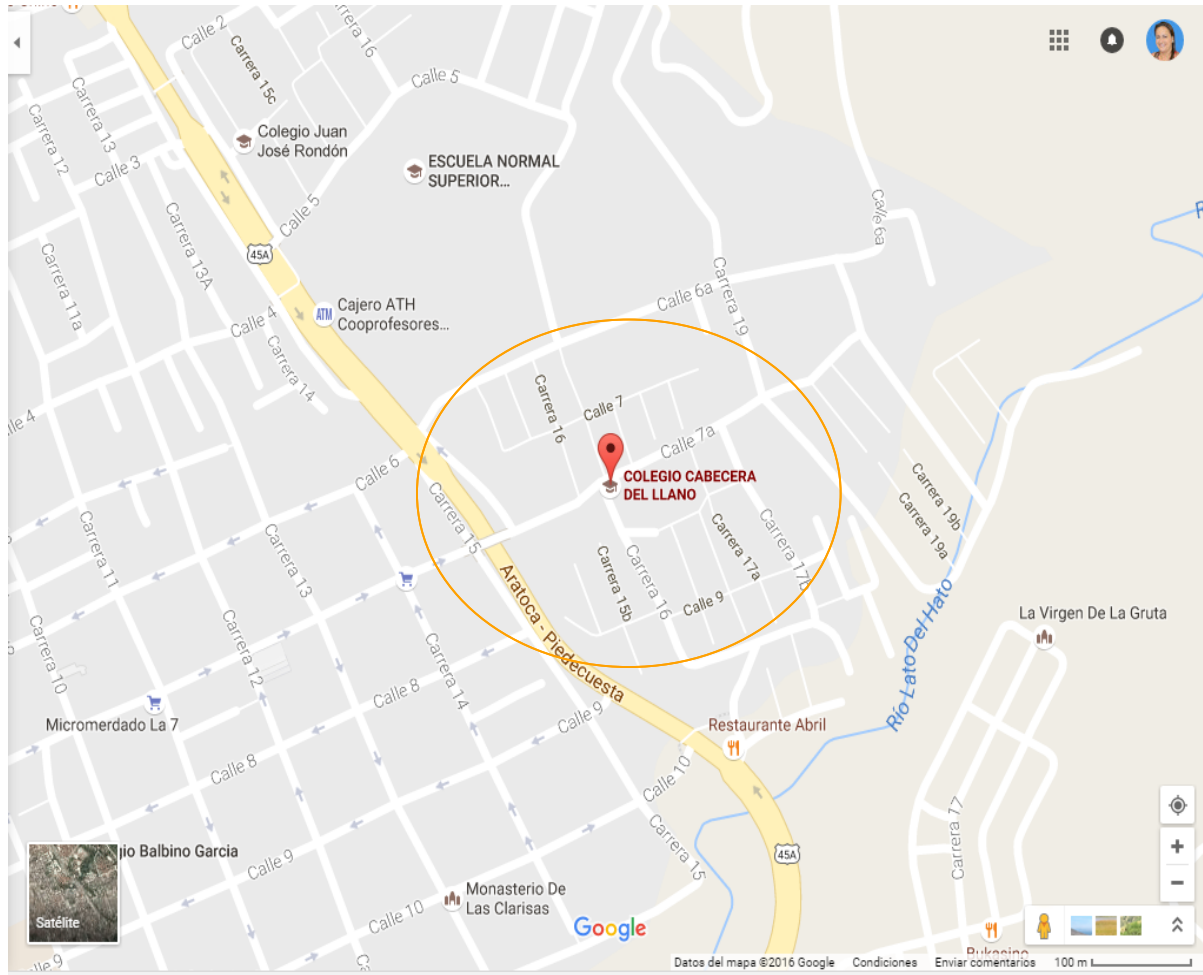 Calle 2
Carrera 16
Carrera 15c
Calle 5
Carrera 13
Carrera 12
Colegio Juan
José Rondón
Calle 3
ESCUELA NORMAL
SUPERIOR...
Calle 5
Calle 6a
Carrera 13A
45A
Carrera 11a
Carrera 19
Calle 6a
Cajero ATH
Cooprofesores...
ATM
Calle 4
Carrera 14
Carrera 16
Calle 7
Calle 7a
Calle 6
COLEGIO CABECERA
DEL LLANO
Carrera 19b
Carrera 19a
Carrera 15
Carrera 11
Carrera 13
Carrera 17a
Carrera 17b
Carrera 15b
Carrera 16
Calle 9
Aratoca - Piedecuesta
Río Lato Del Hato
La Virgen De La Gruta
Carrera 10
Carrera 12
Carrera 14
Calle 8
Micromerdado La 7
Calle 9
Restaurante Abril
Calle 8
Calle 10
Carrera 17
Carrera 15
45A
gio Balbino Garcia
Calle 9
Monasterio De
Las Clarisas
Calle 10
Satélite
Google
Datos del mapa ©2016 Google Condiciones Enviar comentarios 100 m